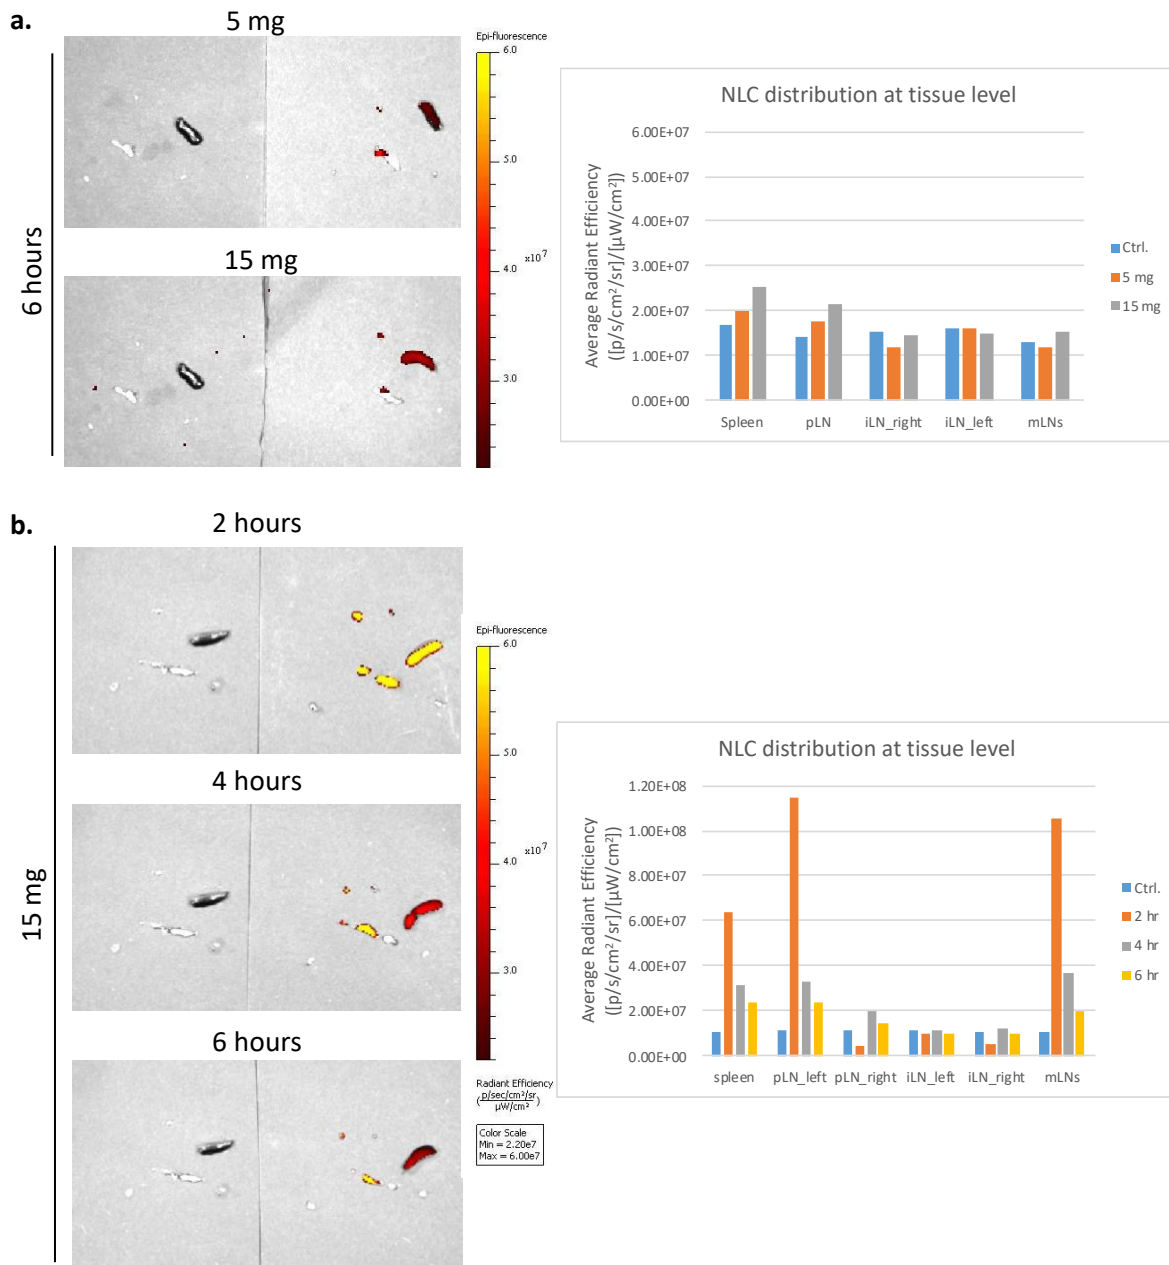 a.
5 mg
6 hours
15 mg
Epi-fluorescence
6.0
5.0
4.0
x10⁷
3.0
NLC distribution at tissue level
Average Radiant Efficiency
([p/s/cm²/sr]/[µW/cm²])
6.00E+07
5.00E+07
4.00E+07
3.00E+07
2.00E+07
1.00E+07
0.00E+00
Spleen
pLN
iLN_right
iLN_left
mLNs
Ctrl.
5 mg
15 mg
b.
2 hours
15 mg
4 hours
6 hours
Epi-fluorescence
6.0
5.0
4.0
x10⁷
3.0
Radiant Efficiency
(p/sec/cm²/sr
µW/cm²)
Color Scale
Min = 2.20e7
Max = 6.00e7
NLC distribution at tissue level
Average Radiant Efficiency
([p/s/cm²/sr]/[µW/cm²])
1.20E+08
1.00E+08
8.00E+07
6.00E+07
4.00E+07
2.00E+07
0.00E+00
spleen
pLN_left
pLN_right
iLN_left
iLN_right
mLNs
Ctrl.
2 hr
4 hr
6 hr